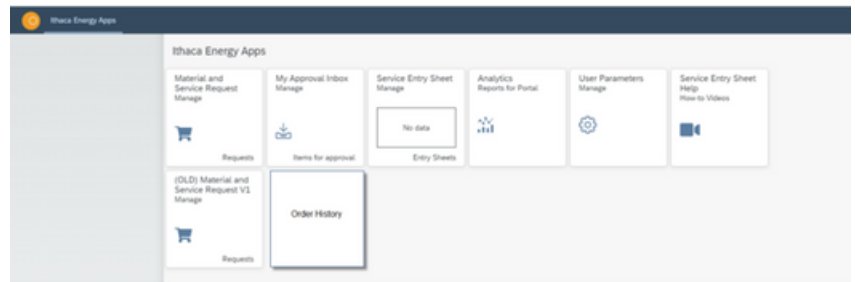 Ithaca Energy Apps
Ithaca Energy Apps
Material and
Service Request
Manage
Requests
My Approval Inbox
Manage
Items for approval
Service Entry Sheet
Manage
No data
Entry Sheets
Analytics
Reports for Portal
User Parameters
Manage
Service Entry Sheet
Help
How-to Videos
(OLD) Material and
Service Request V1
Manage
Requests
Order History